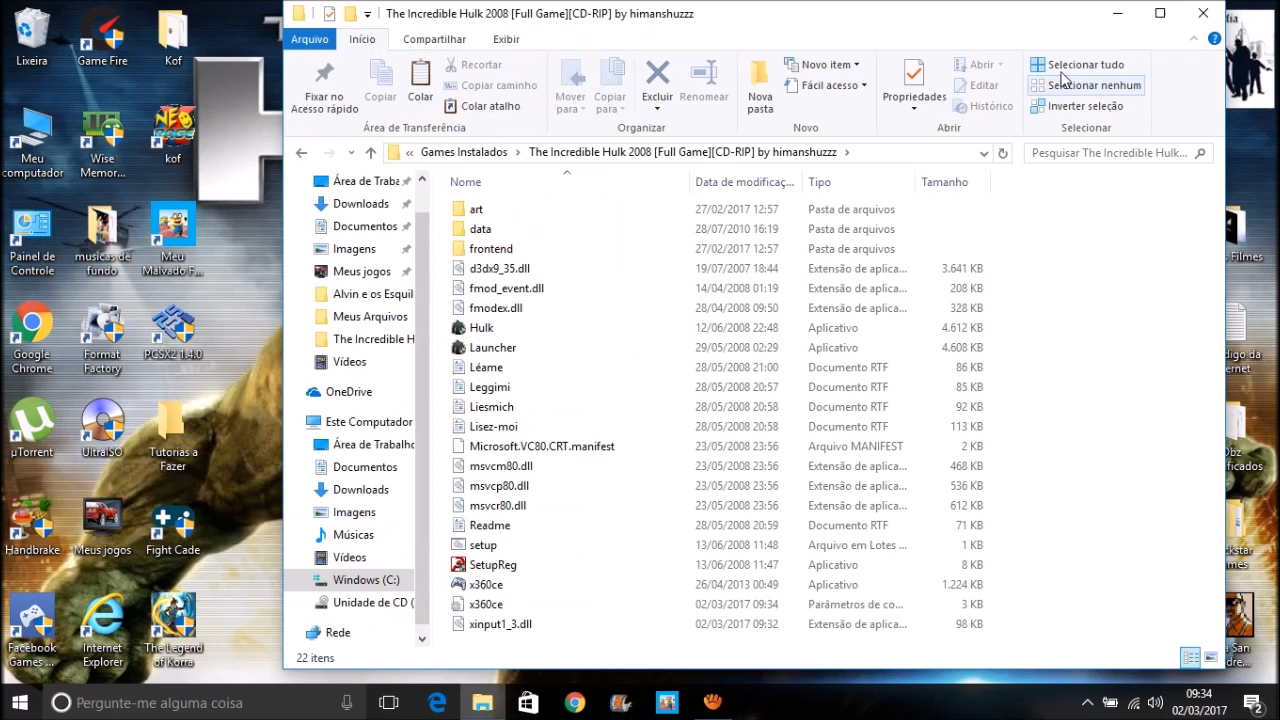 The Incredible Hulk 2008 [Full Game][CD-RIP] by himanshuzzz
Arquivo
Início
Compartilhar
Exibir
Fixar no
Acesso rápido
Copiar
Colar
Recortar
Copiar caminho
Colar atalho
Área de Transferência
Mover
para
Copiar
para
Excluir
Renomear
Organizar
Nova
pasta
Novo item
Fácil acesso
Novo
Propriedades
Abrir
Editar
Histórico
Abrir
Selecionar tudo
Selecionar nenhum
Inverter seleção
Selecionar
« Games Instalados > The Incredible Hulk 2008 [Full Game][CD-RIP] by himanshuzzz >
Pesquisar The Incredible Hulk...
Nome Data de modificaç... Tipo Tamanho
art 27/02/2017 12:57 Pasta de arquivos
data 28/07/2010 16:19 Pasta de arquivos
frontend 27/02/2017 12:57 Pasta de arquivos
d3dx9_35.dll 19/07/2007 18:44 Extensão de aplica... 3.641 KB
fmod_event.dll 14/04/2008 01:19 Extensão de aplica... 208 KB
fmodex.dll 28/04/2008 09:50 Extensão de aplica... 328 KB
Hulk 12/06/2008 22:48 Aplicativo 4.612 KB
Launcher 29/05/2008 02:29 Aplicativo 4.608 KB
Léame 28/05/2008 21:00 Documento RTF 86 KB
Leggimi 28/05/2008 20:57 Documento RTF 85 KB
Liesmich 28/05/2008 20:58 Documento RTF 92 KB
Lisez-moi 28/05/2008 20:58 Documento RTF 113 KB
Microsoft.VC80.CRT.manifest 23/05/2008 23:56 Arquivo MANIFEST 2 KB
msvcm80.dll 23/05/2008 23:56 Extensão de aplica... 468 KB
msvcp80.dll 23/05/2008 23:56 Extensão de aplica... 536 KB
msvcr80.dll 23/05/2008 23:56 Extensão de aplica... 612 KB
Readme 28/05/2008 20:59 Documento RTF 71 KB
setup 13/06/2008 11:48 Arquivo em Lotes ... 1 KB
SetupReg 13/06/2008 11:47 Aplicativo 8 KB
x360ce 26/04/2013 00:49 Aplicativo 1.224 KB
x360ce 02/03/2017 09:34 Parâmetros de co... 3 KB
xinput1_3.dll 02/03/2017 09:32 Extensão de aplica... 98 KB
Área de Traba
Downloads
Documentos
Imagens
Meus jogos
Alvin e os Esquil
Meus Arquivos
The Incredible H
Vídeos
OneDrive
Este Computador
Área de Trabalho
Documentos
Downloads
Imagens
Músicas
Vídeos
Windows (C:)
Unidade de CD (
Rede
22 itens
Lixeira
Game Fire
Kof
Meu
computador
Wise
Memor...
kof
Painel de
Controle
musicas de
fundo
Meu
Malvado F...
Google
Chrome
Format
Factory
PCSX2 1.4.0
µTorrent
UltraISO
Tutorias a
Fazer
Handbrake
Meus jogos
Fight Cade
Facebook
Games ...
Internet
Explorer
The Legend
of Korra
Filmes
Pergunte-me alguma coisa
09:34
02/03/2017
2